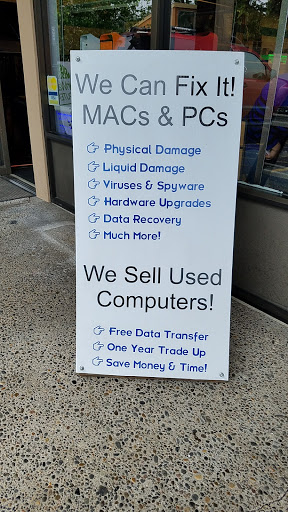 We Can Fix It!
MACs & PCs
Physical Damage
Liquid Damage
Viruses & Spyware
Hardware Upgrades
Data Recovery
Much More!
We Sell Used
Computers!
Free Data Transfer
One Year Trade Up
Save Money & Time!